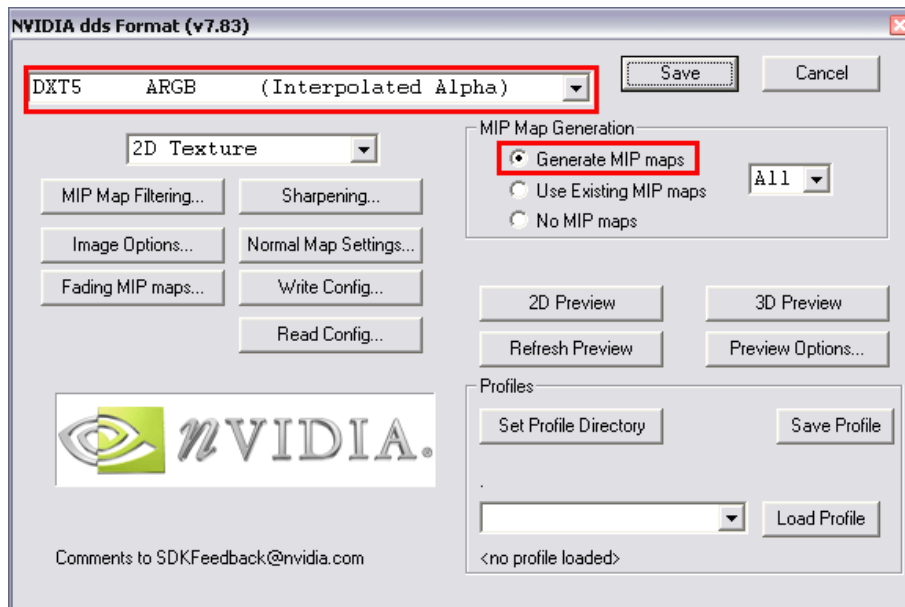 NVIDIA dds Format (v7.83)
DXT5 ARGB (Interpolated Alpha)
Save
Cancel
2D Texture
MIP Map Generation
Generate MIP maps
Use Existing MIP maps
No MIP maps
All
MIP Map Filtering...
Sharpening...
Image Options...
Normal Map Settings...
Fading MIP maps...
Write Config...
Read Config...
2D Preview
3D Preview
Refresh Preview
Preview Options...
Profiles
Set Profile Directory
Save Profile
.
Load Profile
<no profile loaded>
nVIDIA.
Comments to SDKFeedback@nvidia.com